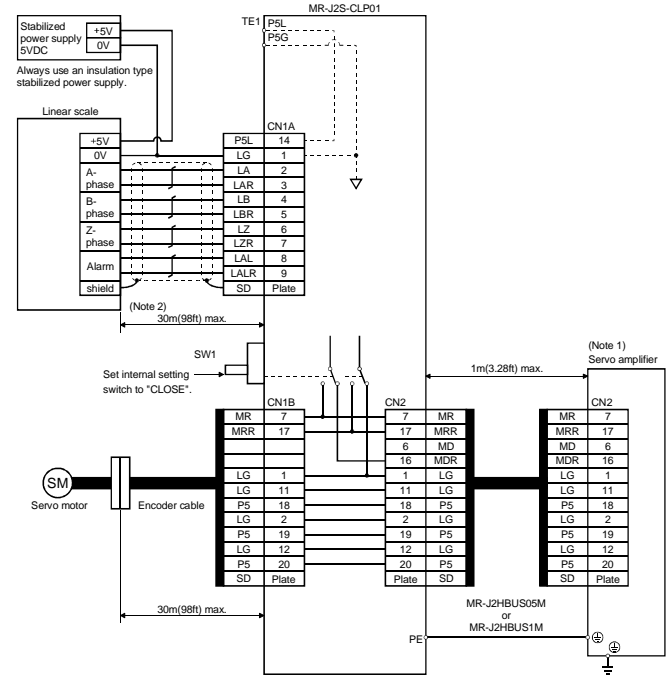 MR-J2S-CLP01
Stabilized
power supply
5VDC
+5V
0V
TE1
P5L
P5G
Always use an insulation type
stabilized power supply.
Linear scale
CN1A
+5V
P5L 14
0V
LG 1
A-
phase
LA 2
LAR 3
B-
phase
LB 4
LBR 5
Z-
phase
LZ 6
LZR 7
Alarm
LAL 8
LALR 9
shield
SD Plate
(Note 2)
30m(98ft) max.
SW1
Set internal setting
switch to "CLOSE".
1m(3.28ft) max.
(Note 1)
Servo amplifier
CN1B
MR 7
MRR 17
LG 1
LG 11
P5 18
LG 2
P5 19
LG 12
P5 20
SD Plate
CN2
7 MR
17 MRR
6 MD
16 MDR
1 LG
11 LG
18 P5
2 LG
19 P5
12 LG
20 P5
Plate SD
CN2
MR 7
MRR 17
MD 6
MDR 16
LG 1
LG 11
P5 18
LG 2
P5 19
LG 12
P5 20
SD Plate
SM
Servo motor
Encoder cable
30m(98ft) max.
MR-J2HBUS05M
or
MR-J2HBUS1M
PE